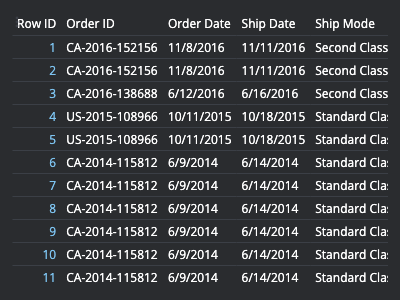 Row ID Order ID Order Date Ship Date Ship Mode
1 CA-2016-152156 11/8/2016 11/11/2016 Second Class
2 CA-2016-152156 11/8/2016 11/11/2016 Second Class
3 CA-2016-138688 6/12/2016 6/16/2016 Second Class
4 US-2015-108966 10/11/2015 10/18/2015 Standard Clas
5 US-2015-108966 10/11/2015 10/18/2015 Standard Clas
6 CA-2014-115812 6/9/2014 6/14/2014 Standard Clas
7 CA-2014-115812 6/9/2014 6/14/2014 Standard Clas
8 CA-2014-115812 6/9/2014 6/14/2014 Standard Clas
9 CA-2014-115812 6/9/2014 6/14/2014 Standard Clas
10 CA-2014-115812 6/9/2014 6/14/2014 Standard Clas
11 CA-2014-115812 6/9/2014 6/14/2014 Standard Clas